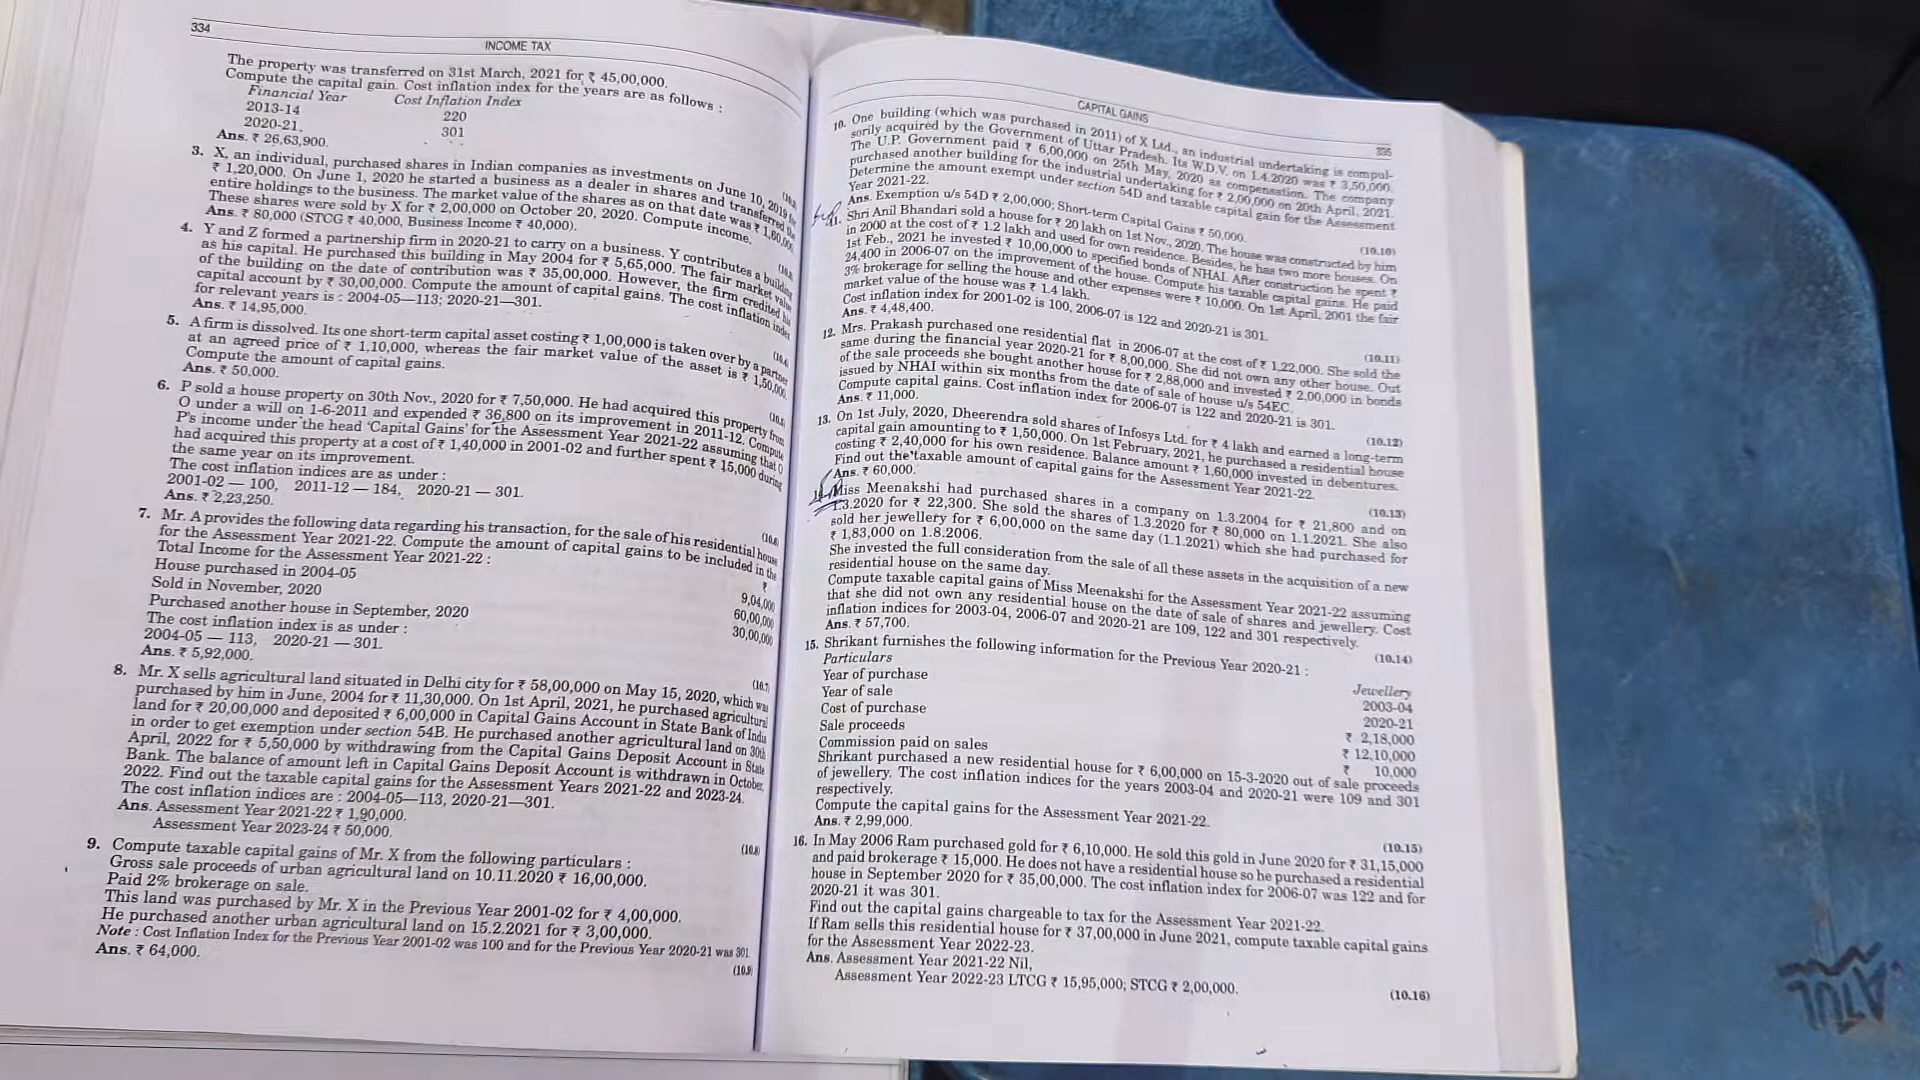 334
INCOME TAX
The property was transferred on 31st March, 2021 for ₹ 45,00,000.
Compute the capital gain. Cost inflation index for the years are as follows :
Financial Year Cost Inflation Index
2013-14 220
2020-21. 301
Ans. ₹ 26,63,900.
3. X, an individual, purchased shares in Indian companies as investments on June 10, 2019 for
₹ 1,20,000. On June 1, 2020 he started a business as a dealer in shares and transferred the
entire holdings to the business. The market value of the shares as on that date was ₹ 1,60,000
These shares were sold by X for ₹ 2,00,000 on October 20, 2020. Compute income.
Ans. ₹ 80,000 (STCG ₹ 40,000, Business Income ₹ 40,000).
4. Y and Z formed a partnership firm in 2020-21 to carry on a business. Y contributes a building
as his capital. He purchased this building in May 2004 for ₹ 5,65,000. The fair market value
of the building on the date of contribution was ₹ 35,00,000. However, the firm credited his
capital account by ₹ 30,00,000. Compute the amount of capital gains. The cost inflation index
for relevant years is : 2004-05—113; 2020-21—301.
Ans. ₹ 14,95,000.
5. A firm is dissolved. Its one short-term capital asset costing ₹ 1,00,000 is taken over by a partner
at an agreed price of ₹ 1,10,000, whereas the fair market value of the asset is ₹ 1,50,000
Compute the amount of capital gains.
Ans. ₹ 50,000.
6. P sold a house property on 30th Nov., 2020 for ₹ 7,50,000. He had acquired this property from
O under a will on 1-6-2011 and expended ₹ 36,800 on its improvement in 2011-12. Compute
P's income under the head 'Capital Gains' for the Assessment Year 2021-22 assuming that O
had acquired this property at a cost of ₹ 1,40,000 in 2001-02 and further spent ₹ 15,000 during
the same year on its improvement.
The cost inflation indices are as under :
2001-02 — 100, 2011-12 — 184, 2020-21 — 301.
Ans. ₹ 2,23,250.
7. Mr. A provides the following data regarding his transaction, for the sale of his residential house
for the Assessment Year 2021-22. Compute the amount of capital gains to be included in the
Total Income for the Assessment Year 2021-22 :
₹
House purchased in 2004-05 9,04,000
Sold in November, 2020 60,00,000
Purchased another house in September, 2020 30,00,000
The cost inflation index is as under :
2004-05 — 113, 2020-21 — 301.
Ans. ₹ 5,92,000.
8. Mr. X sells agricultural land situated in Delhi city for ₹ 58,00,000 on May 15, 2020, which was
purchased by him in June, 2004 for ₹ 11,30,000. On 1st April, 2021, he purchased agricultural
land for ₹ 20,00,000 and deposited ₹ 6,00,000 in Capital Gains Account in State Bank of India
in order to get exemption under section 54B. He purchased another agricultural land on 30th
April, 2022 for ₹ 5,50,000 by withdrawing from the Capital Gains Deposit Account in State
Bank. The balance of amount left in Capital Gains Deposit Account is withdrawn in October,
2022. Find out the taxable capital gains for the Assessment Years 2021-22 and 2023-24.
The cost inflation indices are : 2004-05—113, 2020-21—301.
Ans. Assessment Year 2021-22 ₹ 1,90,000.
Assessment Year 2023-24 ₹ 50,000.
9. Compute taxable capital gains of Mr. X from the following particulars :
Gross sale proceeds of urban agricultural land on 10.11.2020 ₹ 16,00,000.
Paid 2% brokerage on sale.
This land was purchased by Mr. X in the Previous Year 2001-02 for ₹ 4,00,000.
He purchased another urban agricultural land on 15.2.2021 for ₹ 3,00,000.
Note : Cost Inflation Index for the Previous Year 2001-02 was 100 and for the Previous Year 2020-21 was 301.
Ans. ₹ 64,000.
CAPITAL GAINS
335
10. One building (which was purchased in 2011) of X Ltd., an industrial undertaking is compul-
sorily acquired by the Government of Uttar Pradesh. Its W.D.V. on 1.4.2020 was ₹ 3,50,000.
The U.P. Government paid ₹ 6,00,000 on 25th May, 2020 as compensation. The company
purchased another building for the industrial undertaking for ₹ 2,00,000 on 20th April, 2021.
Determine the amount exempt under section 54D and taxable capital gain for the Assessment
Year 2021-22.
Ans. Exemption u/s 54D ₹ 2,00,000; Short-term Capital Gains ₹ 50,000.
(10.10)
11. Shri Anil Bhandari sold a house for ₹ 20 lakh on 1st Nov., 2020. The house was constructed by him
in 2000 at the cost of ₹ 1.2 lakh and used for own residence. Besides, he has two more houses. On
1st Feb., 2021 he invested ₹ 10,00,000 to specified bonds of NHAI. After construction he spent ₹
24,400 in 2006-07 on the improvement of the house. Compute his taxable capital gains. He paid
3% brokerage for selling the house and other expenses were ₹ 10,000. On 1st April, 2001 the fair
market value of the house was ₹ 1.4 lakh.
Cost inflation index for 2001-02 is 100, 2006-07 is 122 and 2020-21 is 301.
Ans. ₹ 4,48,400.
(10.11)
12. Mrs. Prakash purchased one residential flat in 2006-07 at the cost of ₹ 1,22,000. She sold the
same during the financial year 2020-21 for ₹ 8,00,000. She did not own any other house. Out
of the sale proceeds she bought another house for ₹ 2,88,000 and invested ₹ 2,00,000 in bonds
issued by NHAI within six months from the date of sale of house u/s 54EC.
Compute capital gains. Cost inflation index for 2006-07 is 122 and 2020-21 is 301.
Ans. ₹ 11,000.
(10.12)
13. On 1st July, 2020, Dheerendra sold shares of Infosys Ltd. for ₹ 4 lakh and earned a long-term
capital gain amounting to ₹ 1,50,000. On 1st February, 2021, he purchased a residential house
costing ₹ 2,40,000 for his own residence. Balance amount ₹ 1,60,000 invested in debentures.
Find out the taxable amount of capital gains for the Assessment Year 2021-22.
Ans. ₹ 60,000.
(10.13)
14. Miss Meenakshi had purchased shares in a company on 1.3.2004 for ₹ 21,800 and on
1.3.2020 for ₹ 22,300. She sold the shares of 1.3.2020 for ₹ 80,000 on 1.1.2021. She also
sold her jewellery for ₹ 6,00,000 on the same day (1.1.2021) which she had purchased for
₹ 1,83,000 on 1.8.2006.
She invested the full consideration from the sale of all these assets in the acquisition of a new
residential house on the same day.
Compute taxable capital gains of Miss Meenakshi for the Assessment Year 2021-22 assuming
that she did not own any residential house on the date of sale of shares and jewellery. Cost
inflation indices for 2003-04, 2006-07 and 2020-21 are 109, 122 and 301 respectively.
Ans. ₹ 57,700.
(10.14)
15. Shrikant furnishes the following information for the Previous Year 2020-21 :
Particulars Jewellery
Year of purchase 2003-04
Year of sale 2020-21
Cost of purchase ₹ 2,18,000
Sale proceeds ₹ 12,10,000
Commission paid on sales ₹ 10,000
Shrikant purchased a new residential house for ₹ 6,00,000 on 15-3-2020 out of sale proceeds
of jewellery. The cost inflation indices for the years 2003-04 and 2020-21 were 109 and 301
respectively.
Compute the capital gains for the Assessment Year 2021-22.
Ans. ₹ 2,99,000.
(10.15)
16. In May 2006 Ram purchased gold for ₹ 6,10,000. He sold this gold in June 2020 for ₹ 31,15,000
and paid brokerage ₹ 15,000. He does not have a residential house so he purchased a residential
house in September 2020 for ₹ 35,00,000. The cost inflation index for 2006-07 was 122 and for
2020-21 it was 301.
Find out the capital gains chargeable to tax for the Assessment Year 2021-22.
If Ram sells this residential house for ₹ 37,00,000 in June 2021, compute taxable capital gains
for the Assessment Year 2022-23.
Ans. Assessment Year 2021-22 Nil,
Assessment Year 2022-23 LTCG ₹ 15,95,000; STCG ₹ 2,00,000.
(10.16)
ATUL